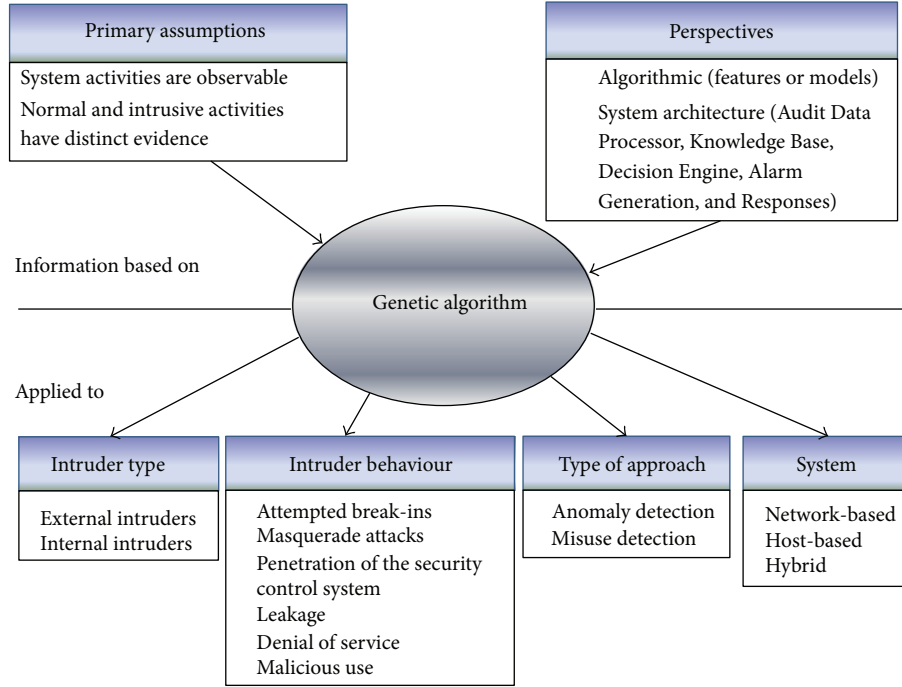 Primary assumptions
System activities are observable
Normal and intrusive activities
have distinct evidence
Perspectives
Algorithmic (features or models)
System architecture (Audit Data
Processor, Knowledge Base,
Decision Engine, Alarm
Generation, and Responses)
Information based on
Genetic algorithm
Applied to
Intruder type
External intruders
Internal intruders
Intruder behaviour
Attempted break-ins
Masquerade attacks
Penetration of the security
control system
Leakage
Denial of service
Malicious use
Type of approach
Anomaly detection
Misuse detection
System
Network-based
Host-based
Hybrid